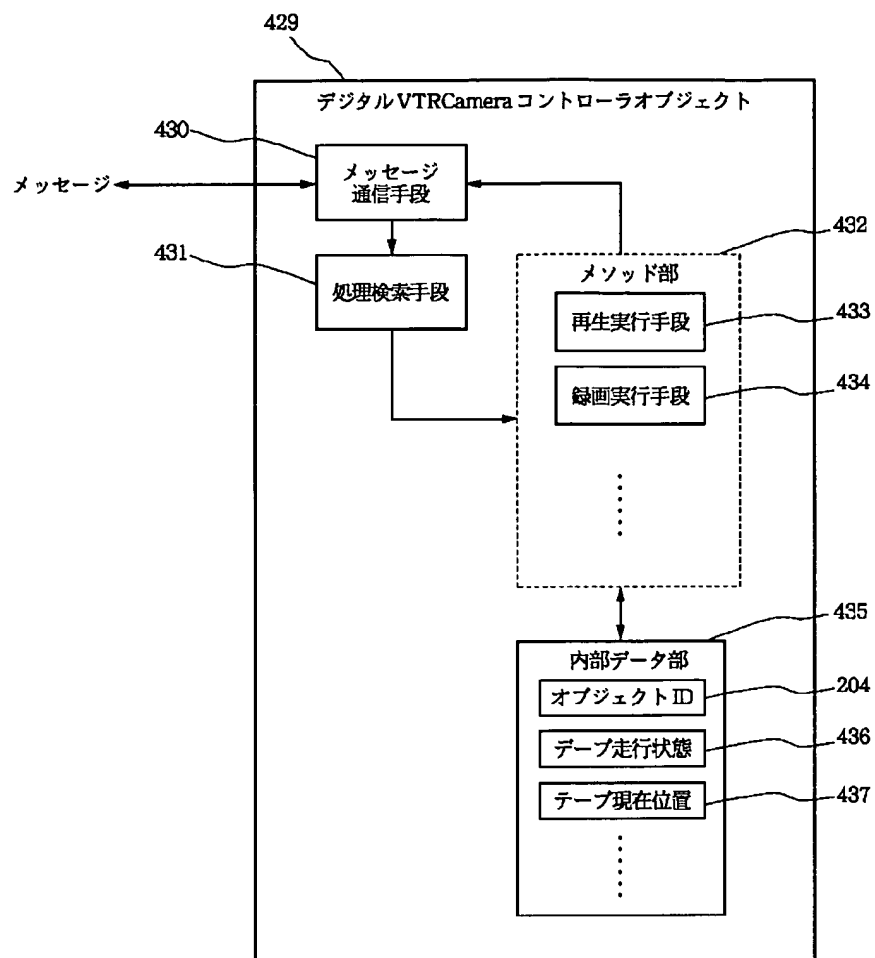 429
デジタルVTRCameraコントローラオブジェクト
430
メッセージ
メッセージ
通信手段
431
処理検索手段
432
メソッド部
再生実行手段
433
録画実行手段
434
435
内部データ部
オブジェクトID
204
デープ走行状態
436
テープ現在位置
437